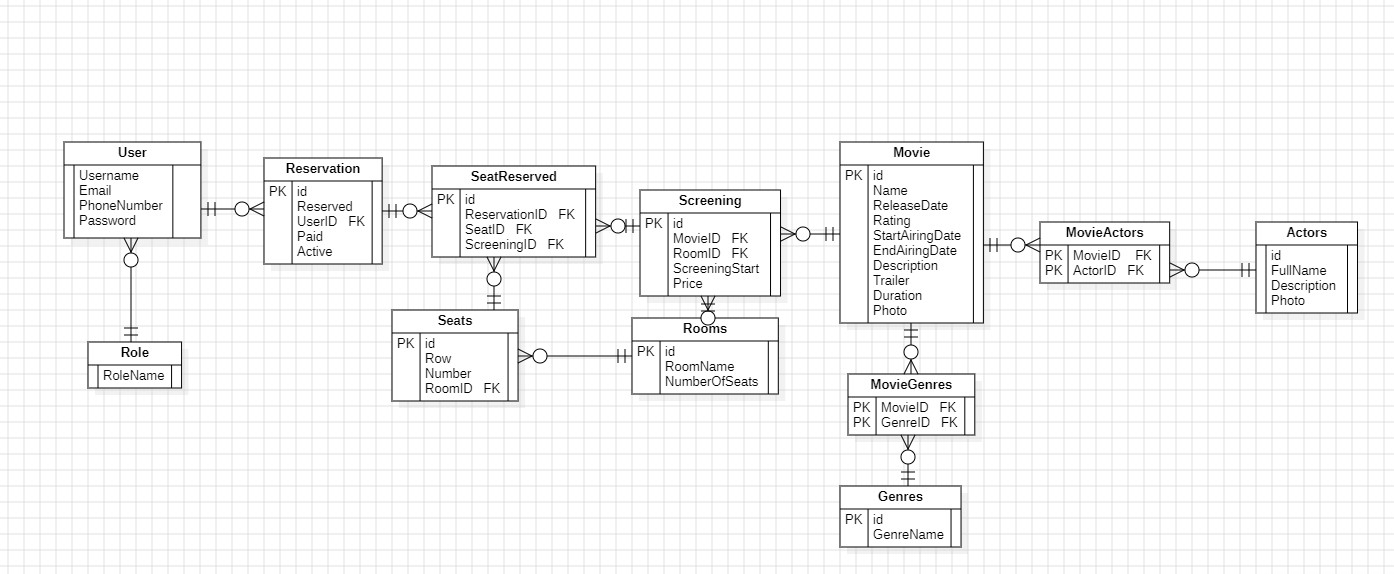 User
Username
Email
PhoneNumber
Password
Reservation
PK id
Reserved
UserID FK
Paid
Active
SeatReserved
PK id
ReservationID FK
SeatID FK
ScreeningID FK
Screening
PK id
MovieID FK
RoomID FK
ScreeningStart
Price
Movie
PK id
Name
ReleaseDate
Rating
StartAiringDate
EndAiringDate
Description
Trailer
Duration
Photo
MovieActors
PK MovieID FK
PK ActorID FK
Actors
id
FullName
Description
Photo
Role
RoleName
Seats
PK id
Row
Number
RoomID FK
Rooms
PK id
RoomName
NumberOfSeats
MovieGenres
PK MovieID FK
PK GenreID FK
Genres
PK id
GenreName